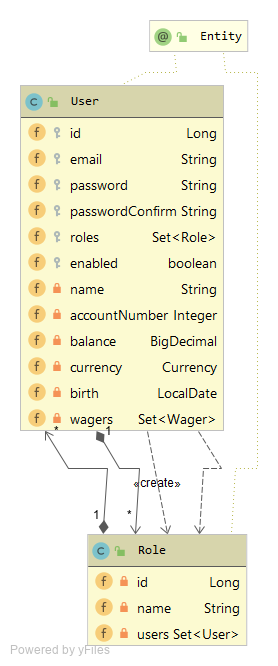 @ Entity
C User
f id Long
f email String
f password String
f passwordConfirm String
f roles Set<Role>
f enabled boolean
f name String
f accountNumber Integer
f balance BigDecimal
f currency Currency
f birth LocalDate
f wagers Set<Wager>
* 1
«create»
1 *
C Role
f id Long
f name String
f users Set<User>
Powered by yFiles